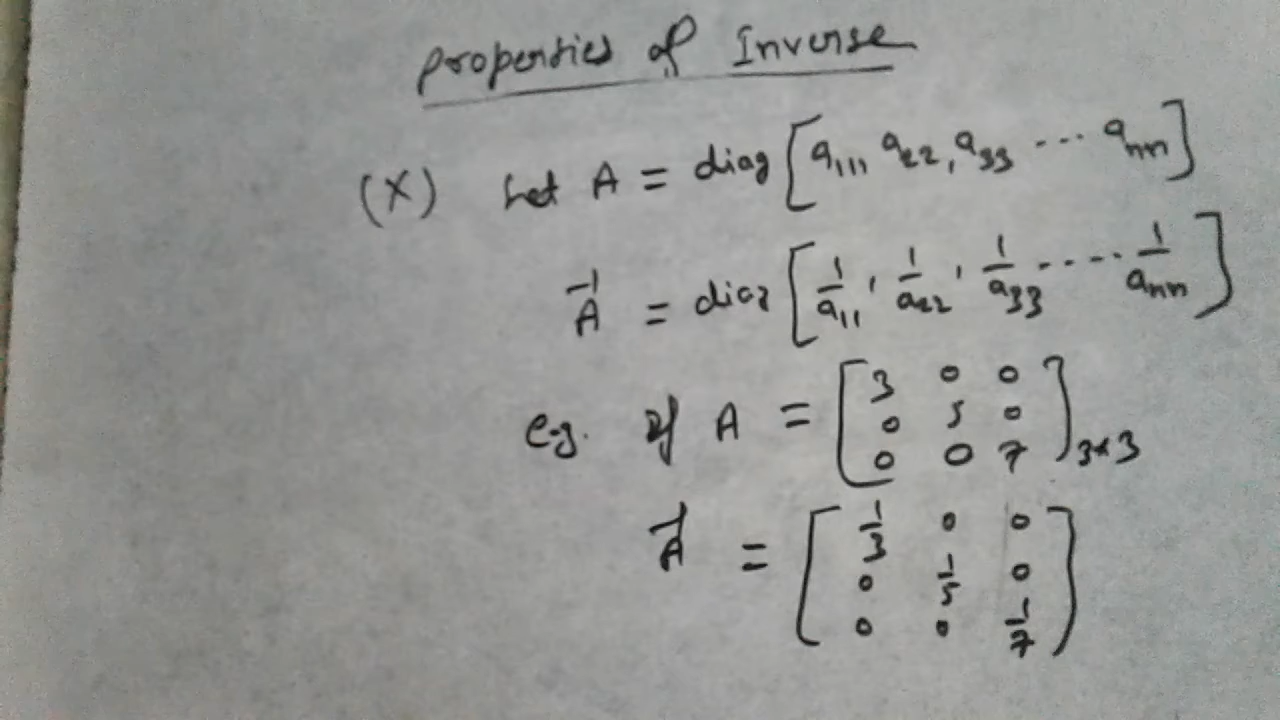 Properties of Inverse
(X) Let A = diag [a₁₁, a₂₂, a₃₃ ... aₙₙ]
A⁻¹ = diag [1/a₁₁, 1/a₂₂, 1/a₃₃ .... 1/aₙₙ]
e.g. If A = [3 0 0
0 5 0
0 0 7]3×3
A⁻¹ = [1/3 0 0
0 1/5 0
0 0 1/7]